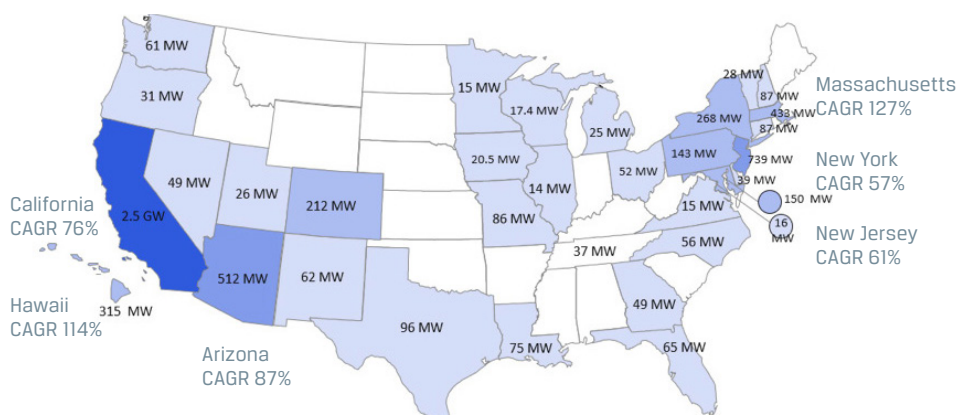 61 MW
31 MW
15 MW
17.4 MW
25 MW
28 MW
87 MW
Massachusetts
CAGR 127%
433 MW
268 MW
87 MW
143 MW
739 MW
New York
CAGR 57%
20.5 MW
52 MW
39 MW
49 MW
26 MW
212 MW
14 MW
86 MW
15 MW
150 MW
16
MW
California
CAGR 76%
2.5 GW
New Jersey
CAGR 61%
37 MW
56 MW
512 MW
62 MW
Hawaii
CAGR 114%
315 MW
49 MW
96 MW
75 MW
65 MW
Arizona
CAGR 87%